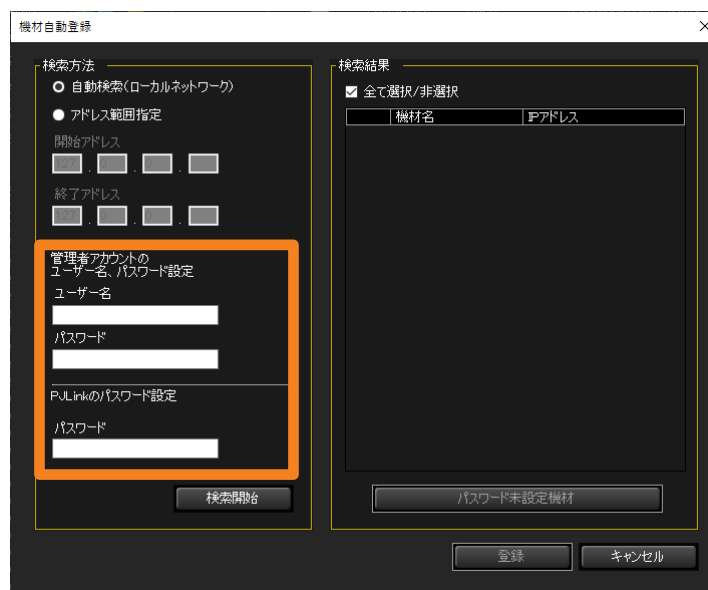 機材自動登録
検索方法
自動検索(ローカルネットワーク)
アドレス範囲指定
開始アドレス
127 . 0 . 0 .
終了アドレス
127 . 0 . 0 .
管理者アカウントの
ユーザー名、パスワード設定
ユーザー名
パスワード
PJLinkのパスワード設定
パスワード
検索開始
検索結果
全て選択/非選択
機材名 IPアドレス
パスワード未設定機材
登録 キャンセル